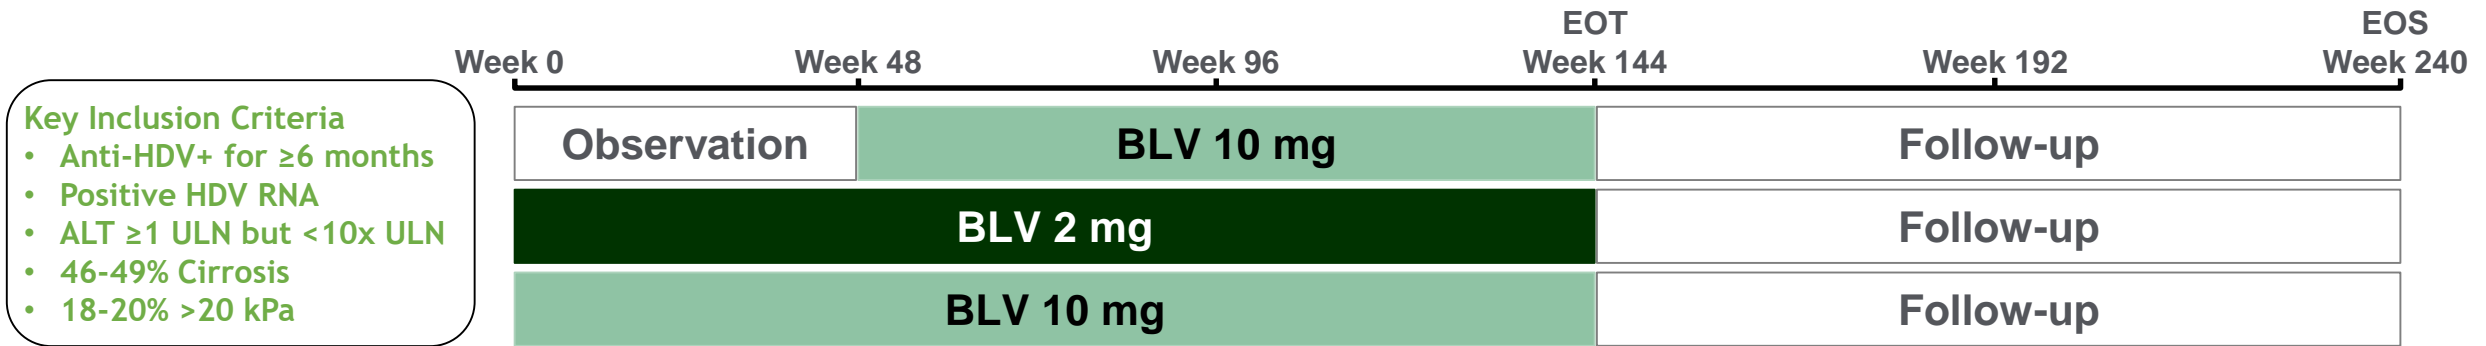 EOT EOS
Week 0 Week 48 Week 96 Week 144 Week 192 Week 240
Key Inclusion Criteria
• Anti-HDV+ for ≥6 months
• Positive HDV RNA
• ALT ≥1 ULN but <10x ULN
• 46-49% Cirrosis
• 18-20% >20 kPa
Observation BLV 10 mg Follow-up
BLV 2 mg Follow-up
BLV 10 mg Follow-up